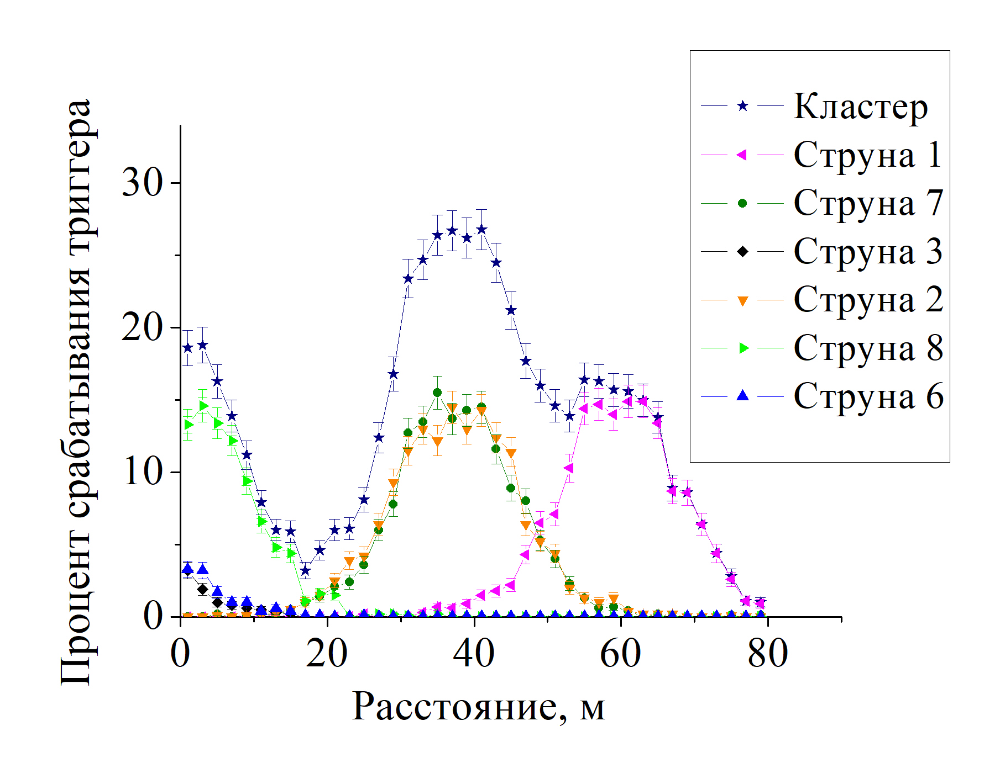 Процент срабатывания триггера
30
20
10
0
0 20 40 60 80
Расстояние, м
Кластер
Струна 1
Струна 7
Струна 3
Струна 2
Струна 8
Струна 6